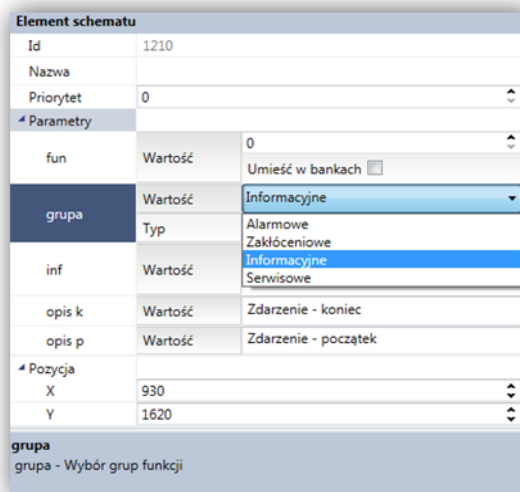 Element schematu
Id 1210
Nazwa
Priorytet 0
Parametry
fun Wartość 0
Umieść w bankach
grupa Wartość Informacyjne
Typ Alarmowe
Zakłóceniowe
Informacyjne
Serwisowe
inf Wartość
opis k Wartość Zdarzenie - koniec
opis p Wartość Zdarzenie - początek
Pozycja
X 930
Y 1620
grupa
grupa - Wybór grup funkcji